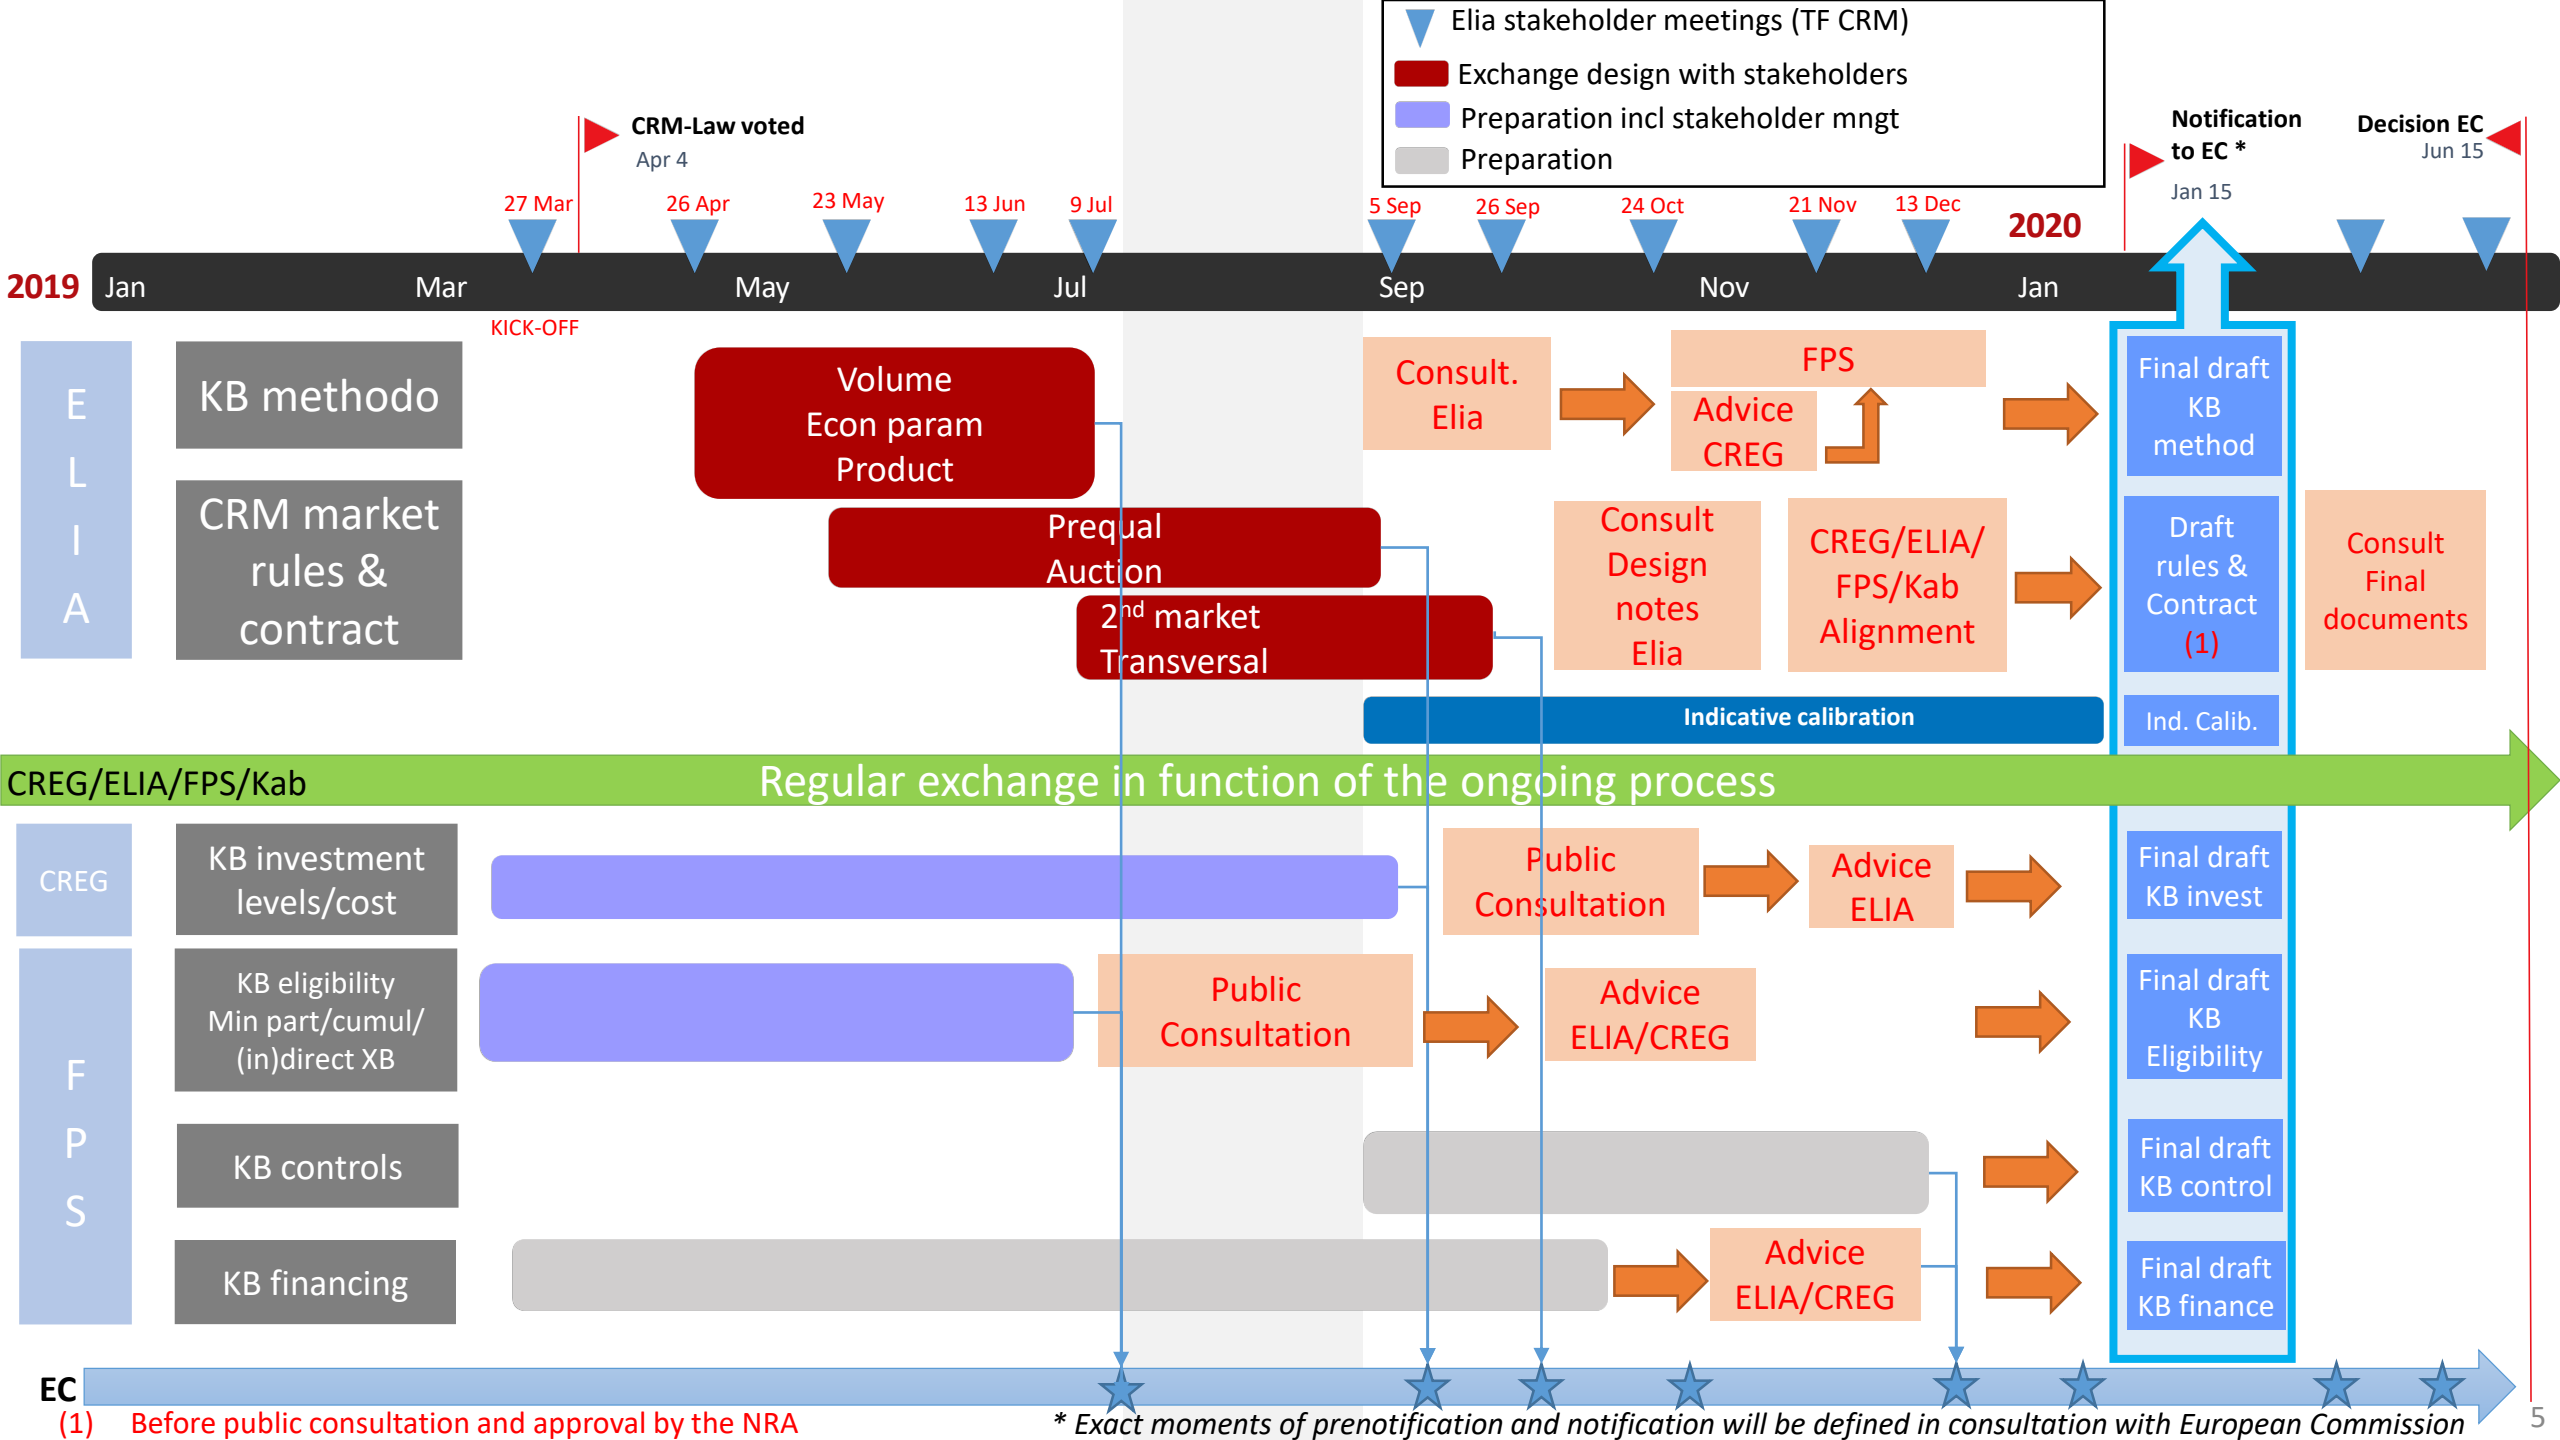 Elia stakeholder meetings (TF CRM)
Exchange design with stakeholders
Preparation incl stakeholder mngt
Preparation
CRM-Law voted
Apr 4
Notification
to EC *
Jan 15
Decision EC
Jun 15
27 Mar
26 Apr
23 May
13 Jun
9 Jul
5 Sep
26 Sep
24 Oct
21 Nov
13 Dec
2020
2019
Jan
Mar
May
Jul
Sep
Nov
Jan
KICK-OFF
E
L
I
A
KB methodo
Volume
Econ param
Product
Consult.
Elia
FPS
Advice
CREG
Final draft
KB
method
CRM market
rules &
contract
Prequal
Auction
2nd market
Transversal
Consult
Design
notes
Elia
CREG/ELIA/
FPS/Kab
Alignment
Draft
rules &
Contract
(1)
Consult
Final
documents
Indicative calibration
Ind. Calib.
CREG/ELIA/FPS/Kab
Regular exchange in function of the ongoing process
CREG
KB investment
levels/cost
Public
Consultation
Advice
ELIA
Final draft
KB invest
F
P
S
KB eligibility
Min part/cumul/
(in)direct XB
Public
Consultation
Advice
ELIA/CREG
Final draft
KB
Eligibility
KB controls
Final draft
KB control
KB financing
Advice
ELIA/CREG
Final draft
KB finance
EC
(1) Before public consultation and approval by the NRA
* Exact moments of prenotification and notification will be defined in consultation with European Commission
5